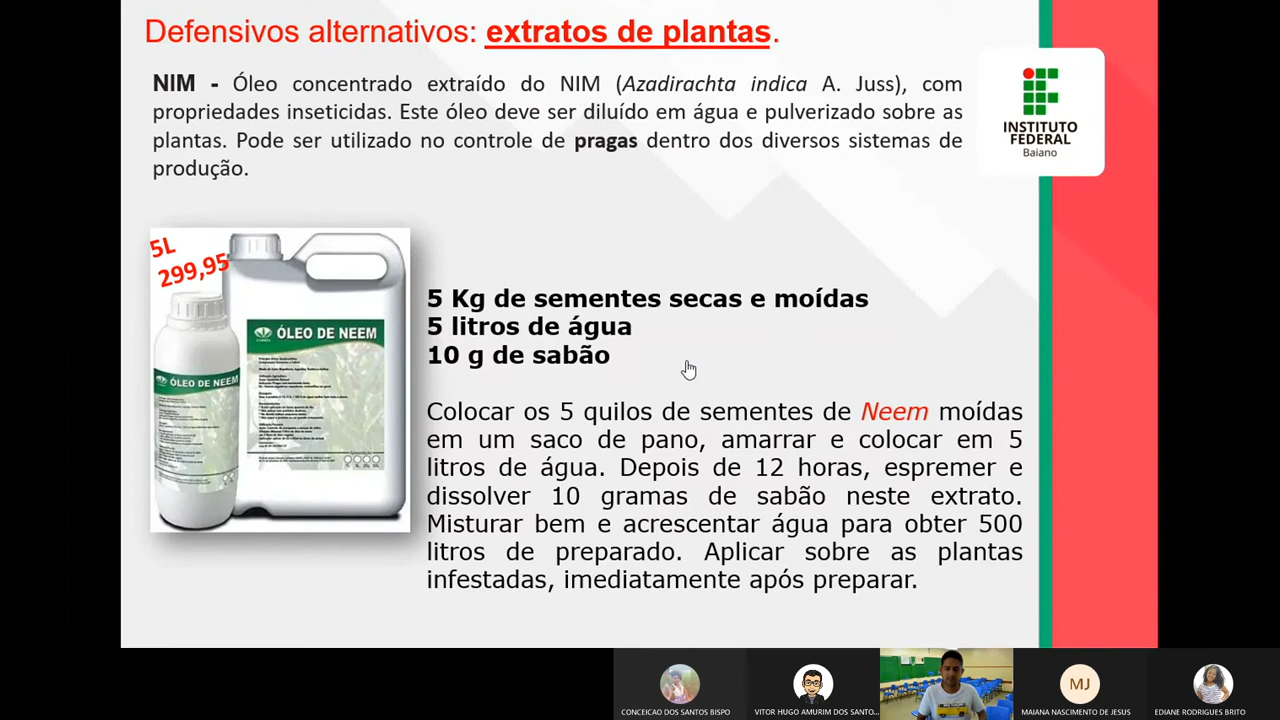 Defensivos alternativos: extratos de plantas.
NIM - Óleo concentrado extraído do NIM (Azadirachta indica A. Juss), com
propriedades inseticidas. Este óleo deve ser diluído em água e pulverizado sobre as
plantas. Pode ser utilizado no controle de pragas dentro dos diversos sistemas de
produção.
INSTITUTO
FEDERAL
Baiano
5L
299,95
ÓLEO DE NEEM
ÓLEO DE NEEM
5 Kg de sementes secas e moídas
5 litros de água
10 g de sabão
Colocar os 5 quilos de sementes de Neem moídas
em um saco de pano, amarrar e colocar em 5
litros de água. Depois de 12 horas, espremer e
dissolver 10 gramas de sabão neste extrato.
Misturar bem e acrescentar água para obter 500
litros de preparado. Aplicar sobre as plantas
infestadas, imediatamente após preparar.
MJ
CONCEICAO DOS SANTOS BISPO
VITOR HUGO AMURIM DOS SANTO...
MAIANA NASCIMENTO DE JESUS
EDIANE RODRIGUES BRITO